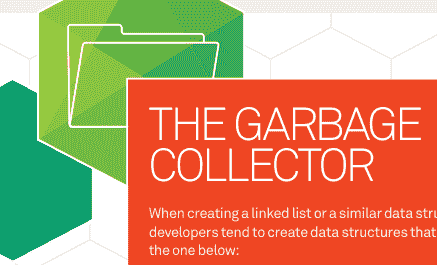 THE GARBAGE
COLLECTOR
When creating a linked list or a similar data
developers tend to create data structures that
the one below: